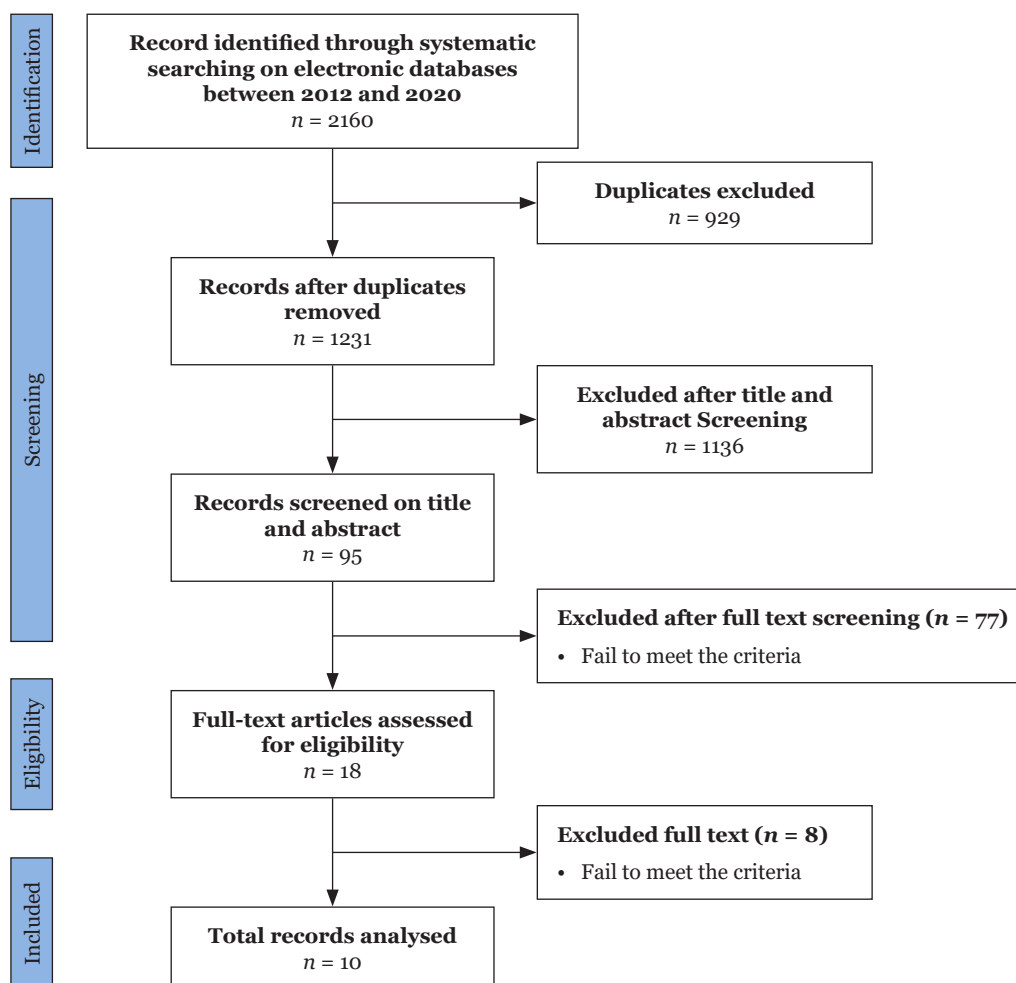 Identification
Record identified through systematic
searching on electronic databases
between 2012 and 2020
n = 2160
Duplicates excluded
n = 929
Screening
Records after duplicates
removed
n = 1231
Excluded after title and
abstract Screening
n = 1136
Records screened on title
and abstract
n = 95
Excluded after full text screening (n = 77)
• Fail to meet the criteria
Eligibility
Full-text articles assessed
for eligibility
n = 18
Excluded full text (n = 8)
• Fail to meet the criteria
Included
Total records analysed
n = 10